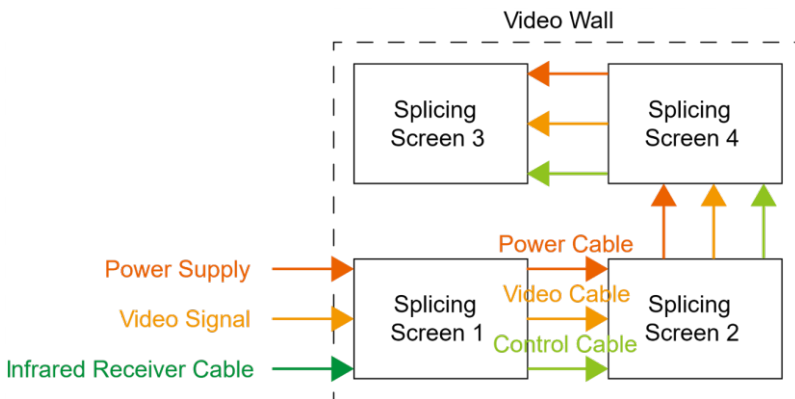 Video Wall
Splicing
Screen 3
Splicing
Screen 4
Power Supply
Video Signal
Infrared Receiver Cable
Splicing
Screen 1
Power Cable
Video Cable
Control Cable
Splicing
Screen 2